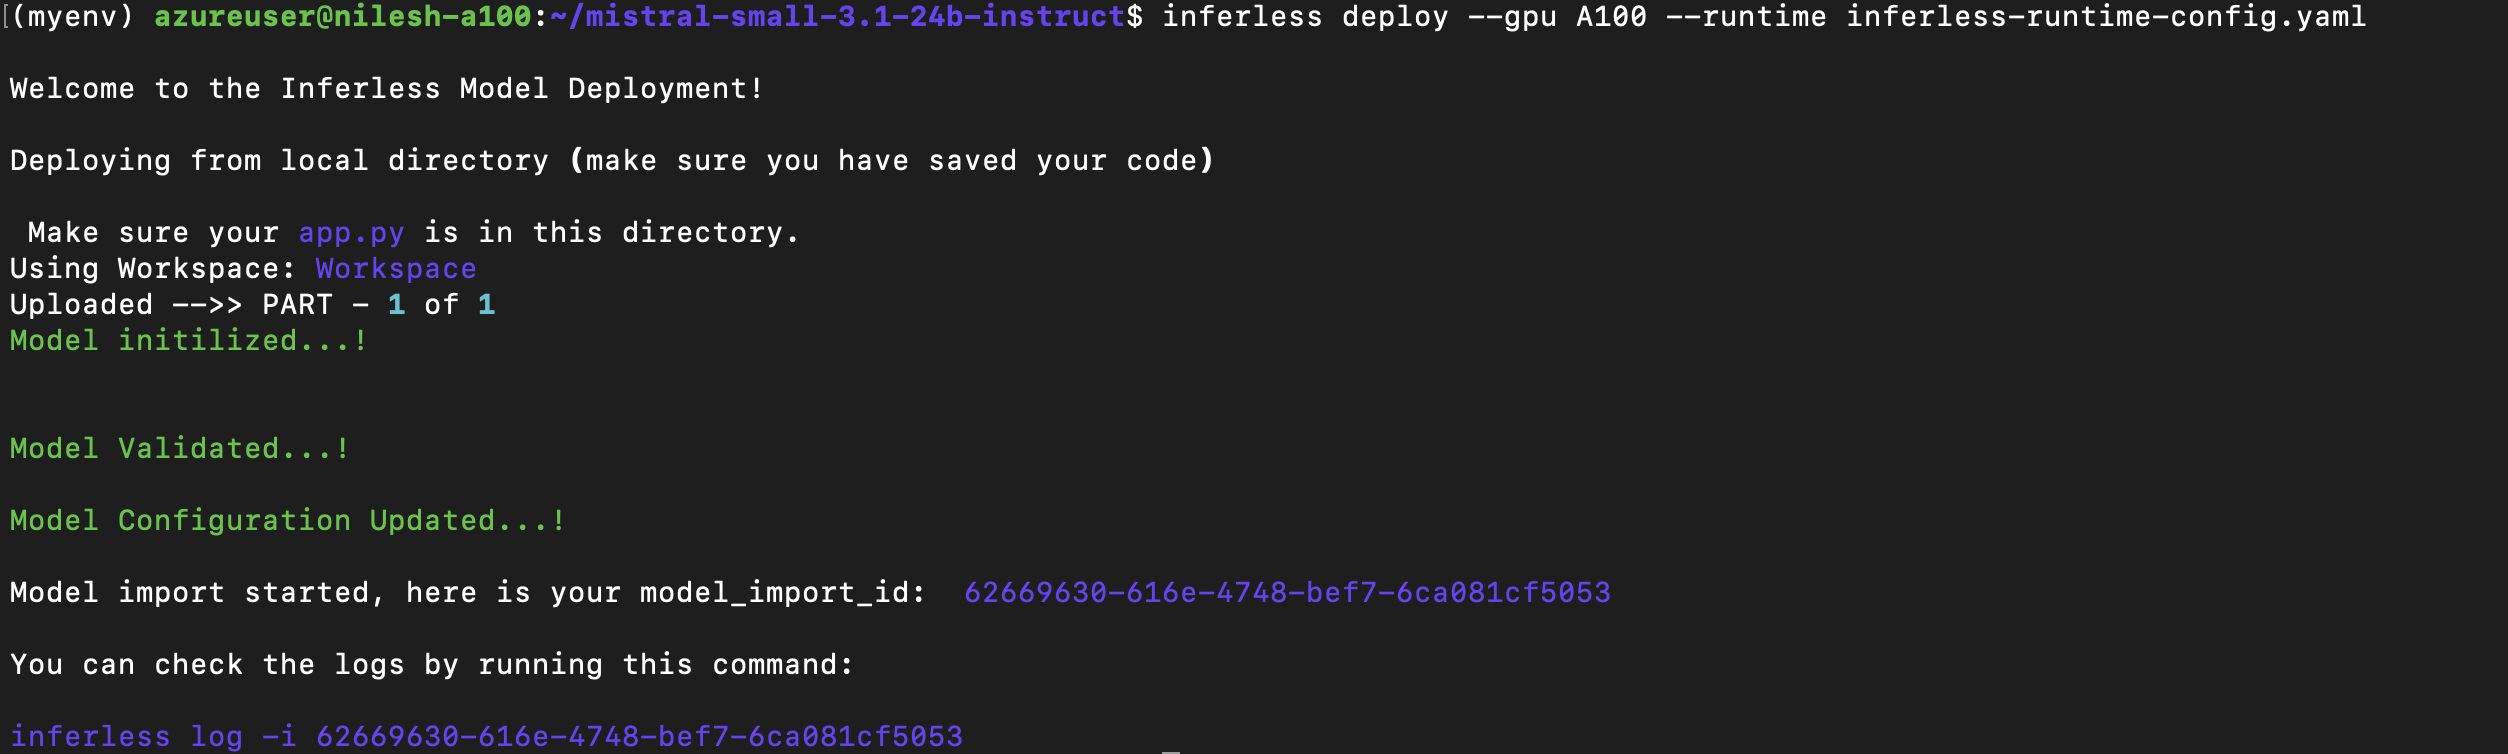 [(myenv) azureuser@nilesh-a100:~/mistral-small-3.1-24b-instruct$ inferless deploy --gpu A100 --runtime inferless-runtime-config.yaml
Welcome to the Inferless Model Deployment!
Deploying from local directory (make sure you have saved your code)
Make sure your app.py is in this directory.
Using Workspace: Workspace
Uploaded -->> PART - 1 of 1
Model initilized...!
Model Validated...!
Model Configuration Updated...!
Model import started, here is your model_import_id:  62669630-616e-4748-bef7-6ca081cf5053
You can check the logs by running this command:
inferless log -i 62669630-616e-4748-bef7-6ca081cf5053